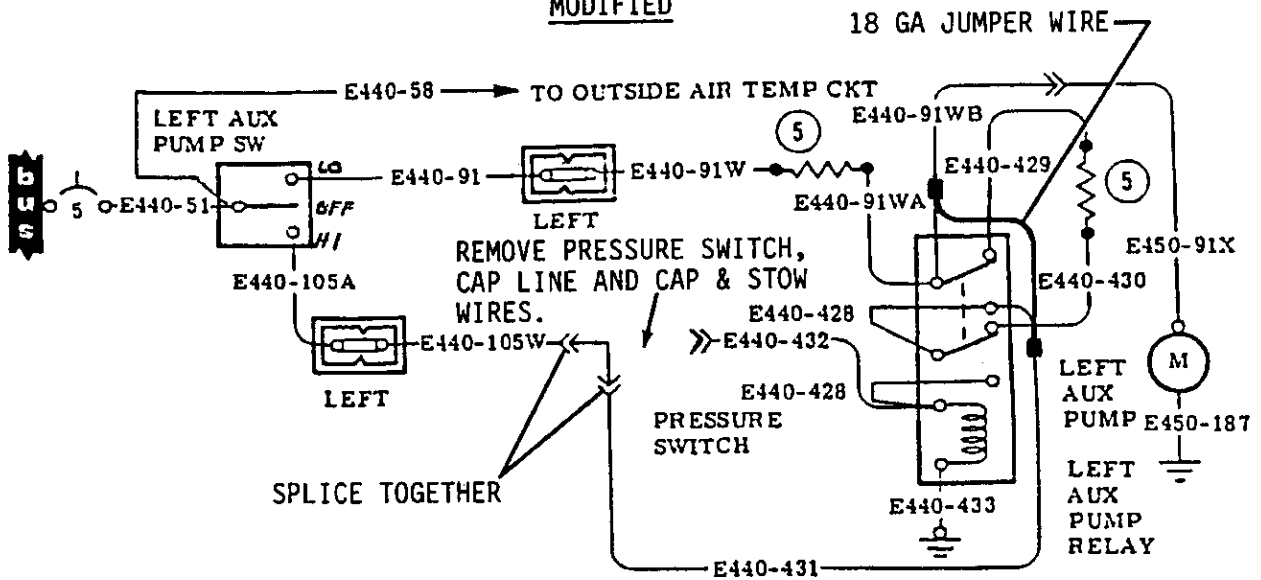 MODIFIED
18 GA JUMPER WIRE
E440-58
TO OUTSIDE AIR TEMP CKT
LEFT AUX
PUMP SW
bus
5
E440-51
LO
OFF
HI
E440-91
LEFT
E440-91W
5
E440-91WB
E440-429
E440-91WA
5
E450-91X
E440-430
E440-105A
REMOVE PRESSURE SWITCH,
CAP LINE AND CAP & STOW
WIRES.
E440-105W
LEFT
E440-428
E440-432
E440-428
PRESSURE
SWITCH
M
LEFT
AUX
PUMP
E450-187
SPLICE TOGETHER
E440-433
LEFT
AUX
PUMP
RELAY
E440-431